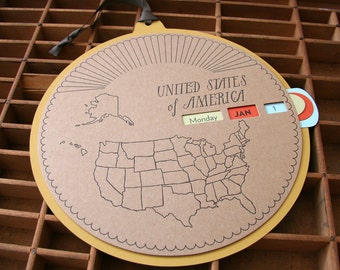 UNITED STATES
of AMERICA
Monday JAN 1